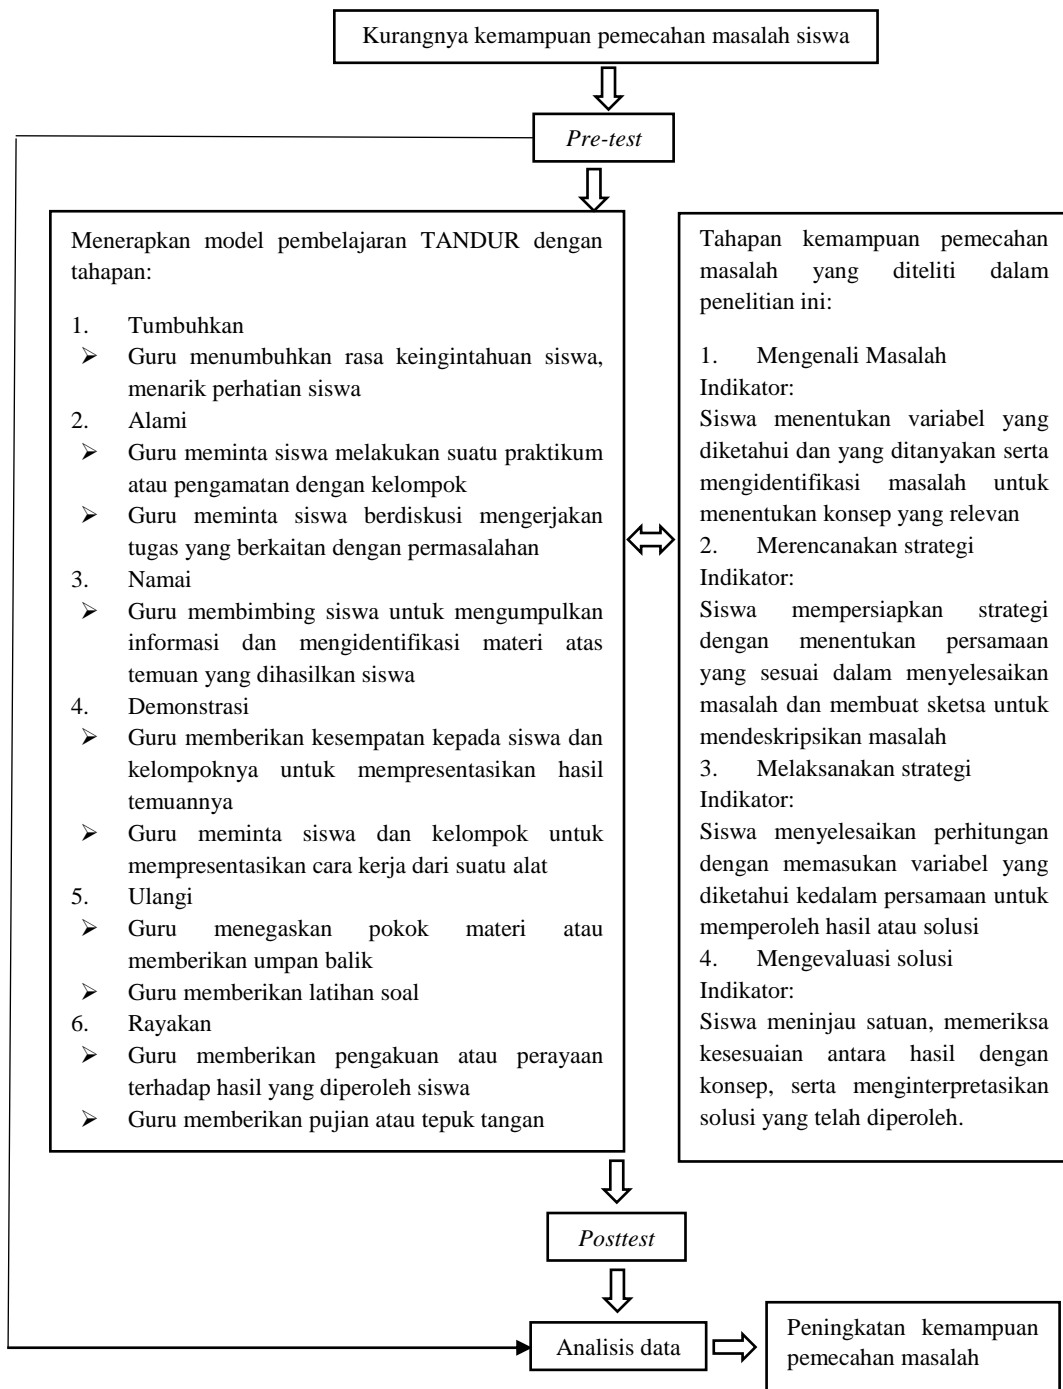 Kurangnya kemampuan pemecahan masalah siswa
Pre-test
Menerapkan model pembelajaran TANDUR dengan
tahapan:
1. Tumbuhkan
➢ Guru menumbuhkan rasa keingintahuan siswa,
menarik perhatian siswa
2. Alami
➢ Guru meminta siswa melakukan suatu praktikum
atau pengamatan dengan kelompok
➢ Guru meminta siswa berdiskusi mengerjakan
tugas yang berkaitan dengan permasalahan
3. Namai
➢ Guru membimbing siswa untuk mengumpulkan
informasi dan mengidentifikasi materi atas
temuan yang dihasilkan siswa
4. Demonstrasi
➢ Guru memberikan kesempatan kepada siswa dan
kelompoknya untuk mempresentasikan hasil
temuannya
➢ Guru meminta siswa dan kelompok untuk
mempresentasikan cara kerja dari suatu alat
5. Ulangi
➢ Guru menegaskan pokok materi atau
memberikan umpan balik
➢ Guru memberikan latihan soal
6. Rayakan
➢ Guru memberikan pengakuan atau perayaan
terhadap hasil yang diperoleh siswa
➢ Guru memberikan pujian atau tepuk tangan
Tahapan kemampuan pemecahan
masalah yang diteliti dalam
penelitian ini:
1. Mengenali Masalah
Indikator:
Siswa menentukan variabel yang
diketahui dan yang ditanyakan serta
mengidentifikasi masalah untuk
menentukan konsep yang relevan
2. Merencanakan strategi
Indikator:
Siswa mempersiapkan strategi
dengan menentukan persamaan
yang sesuai dalam menyelesaikan
masalah dan membuat sketsa untuk
mendeskripsikan masalah
3. Melaksanakan strategi
Indikator:
Siswa menyelesaikan perhitungan
dengan memasukan variabel yang
diketahui kedalam persamaan untuk
memperoleh hasil atau solusi
4. Mengevaluasi solusi
Indikator:
Siswa meninjau satuan, memeriksa
kesesuaian antara hasil dengan
konsep, serta menginterpretasikan
solusi yang telah diperoleh.
Posttest
Analisis data
Peningkatan kemampuan
pemecahan masalah